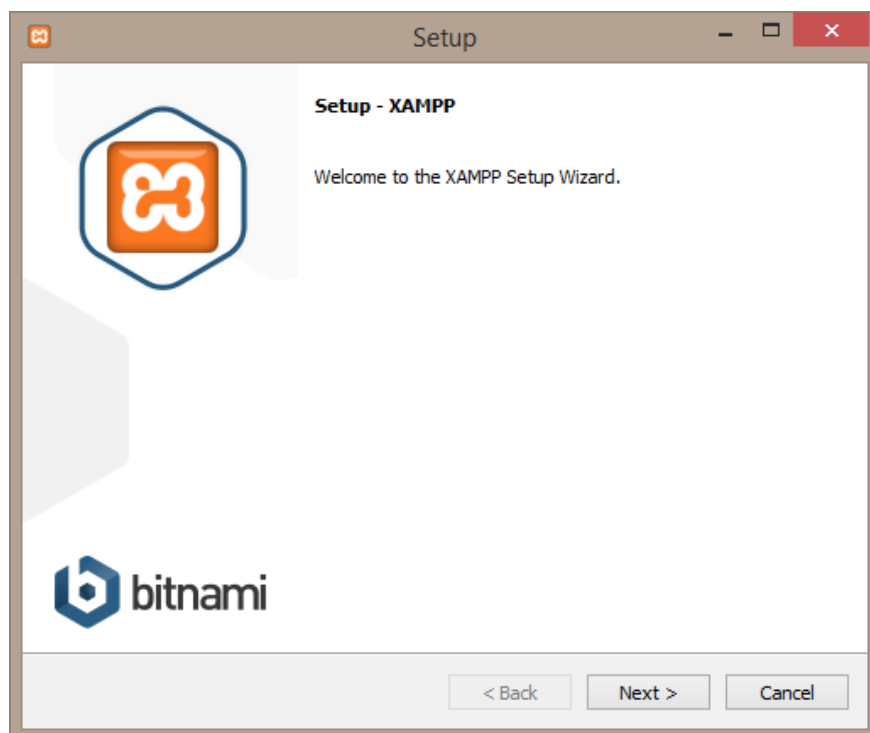 Setup
Setup - XAMPP
Welcome to the XAMPP Setup Wizard.
bitnami
< Back Next > Cancel